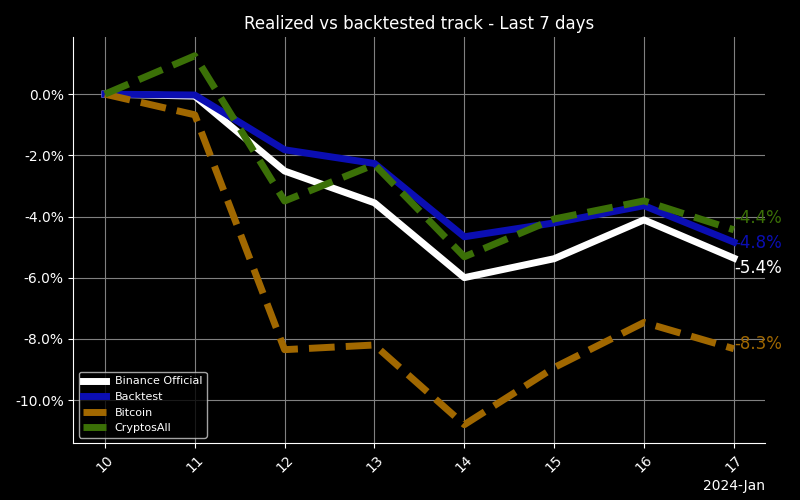 Realized vs backtested track - Last 7 days
0.0%
-2.0%
-4.0%
-6.0%
-8.0%
-10.0%
-4.4%
-4.8%
-5.4%
-8.3%
Binance Official
Backtest
Bitcoin
CryptosAll
10 11 12 13 14 15 16 17
2024-Jan